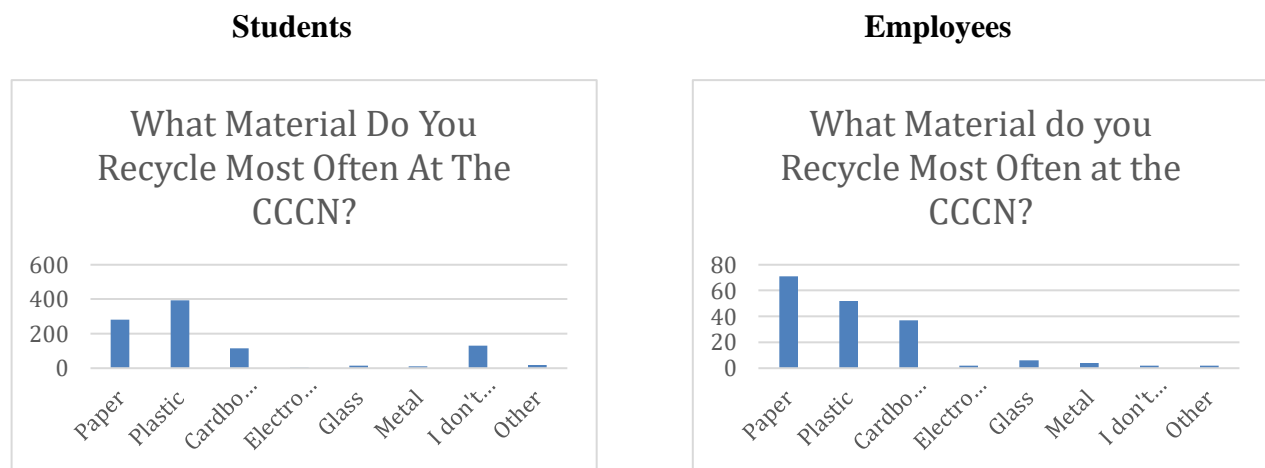 Students
Employees
What Material Do You
Recycle Most Often At The
CCCN?
600
400
200
0
Paper
Plastic
Cardbo...
Electro...
Glass
Metal
I don't...
Other
What Material do you
Recycle Most Often at the
CCCN?
80
60
40
20
0
Paper
Plastic
Cardbo...
Electro...
Glass
Metal
I don't...
Other